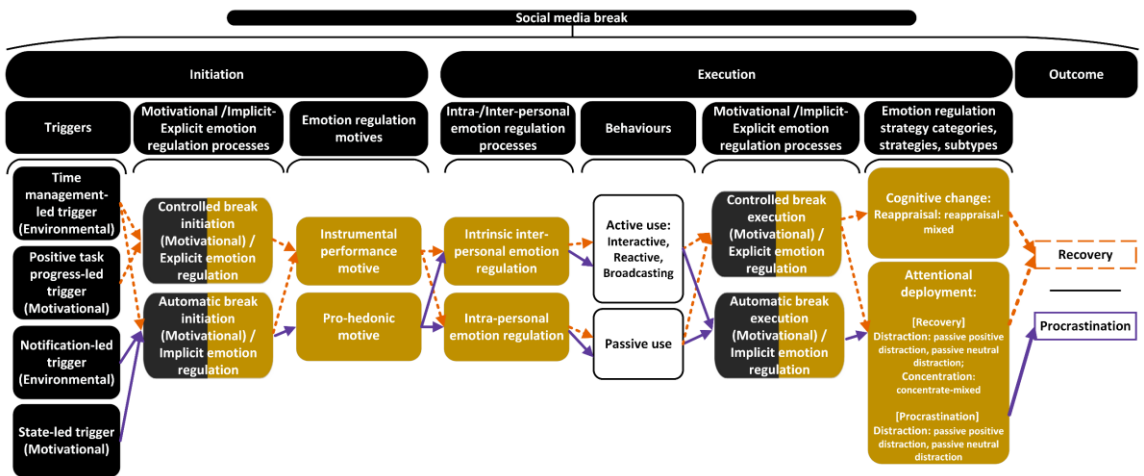 Social media break
Initiation
Execution
Outcome
Triggers
Motivational /Implicit-
Explicit emotion
regulation processes
Emotion regulation
motives
Intra-/Inter-personal
emotion regulation
processes
Behaviours
Motivational /Implicit-
Explicit emotion
regulation processes
Emotion regulation
strategy categories,
strategies, subtypes
Time
management-
led trigger
(Environmental)
Positive task
progress-led
trigger
(Motivational)
Notification-led
trigger
(Environmental)
State-led trigger
(Motivational)
Controlled break
initiation
(Motivational) /
Explicit emotion
regulation
Automatic break
initiation
(Motivational) /
Implicit emotion
regulation
Instrumental
performance
motive
Pro-hedonic
motive
Intrinsic inter-
personal emotion
regulation
Intra-personal
emotion regulation
Active use:
Interactive,
Reactive,
Broadcasting
Passive use
Controlled break
execution
(Motivational) /
Explicit emotion
regulation
Automatic break
execution
(Motivational) /
Implicit emotion
regulation
Cognitive change:
Reappraisal: reappraisal-
mixed
Attentional
deployment:
[Recovery]
Distraction: passive positive
distraction, passive neutral
distraction;
Concentration:
concentrate-mixed
[Procrastination]
Distraction: passive positive
distraction, passive neutral
distraction
Recovery
Procrastination